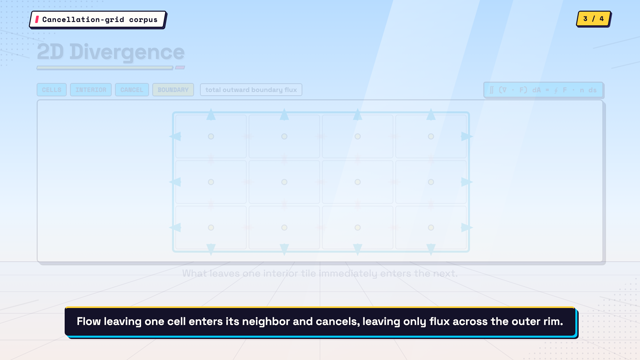 Cancellation-grid corpus
3 / 4
2D Divergence
CELLS INTERIOR CANCEL BOUNDARY total outward boundary flux
What leaves one interior tile immediately enters the next.
Flow leaving one cell enters its neighbor and cancels, leaving only flux across the outer rim.